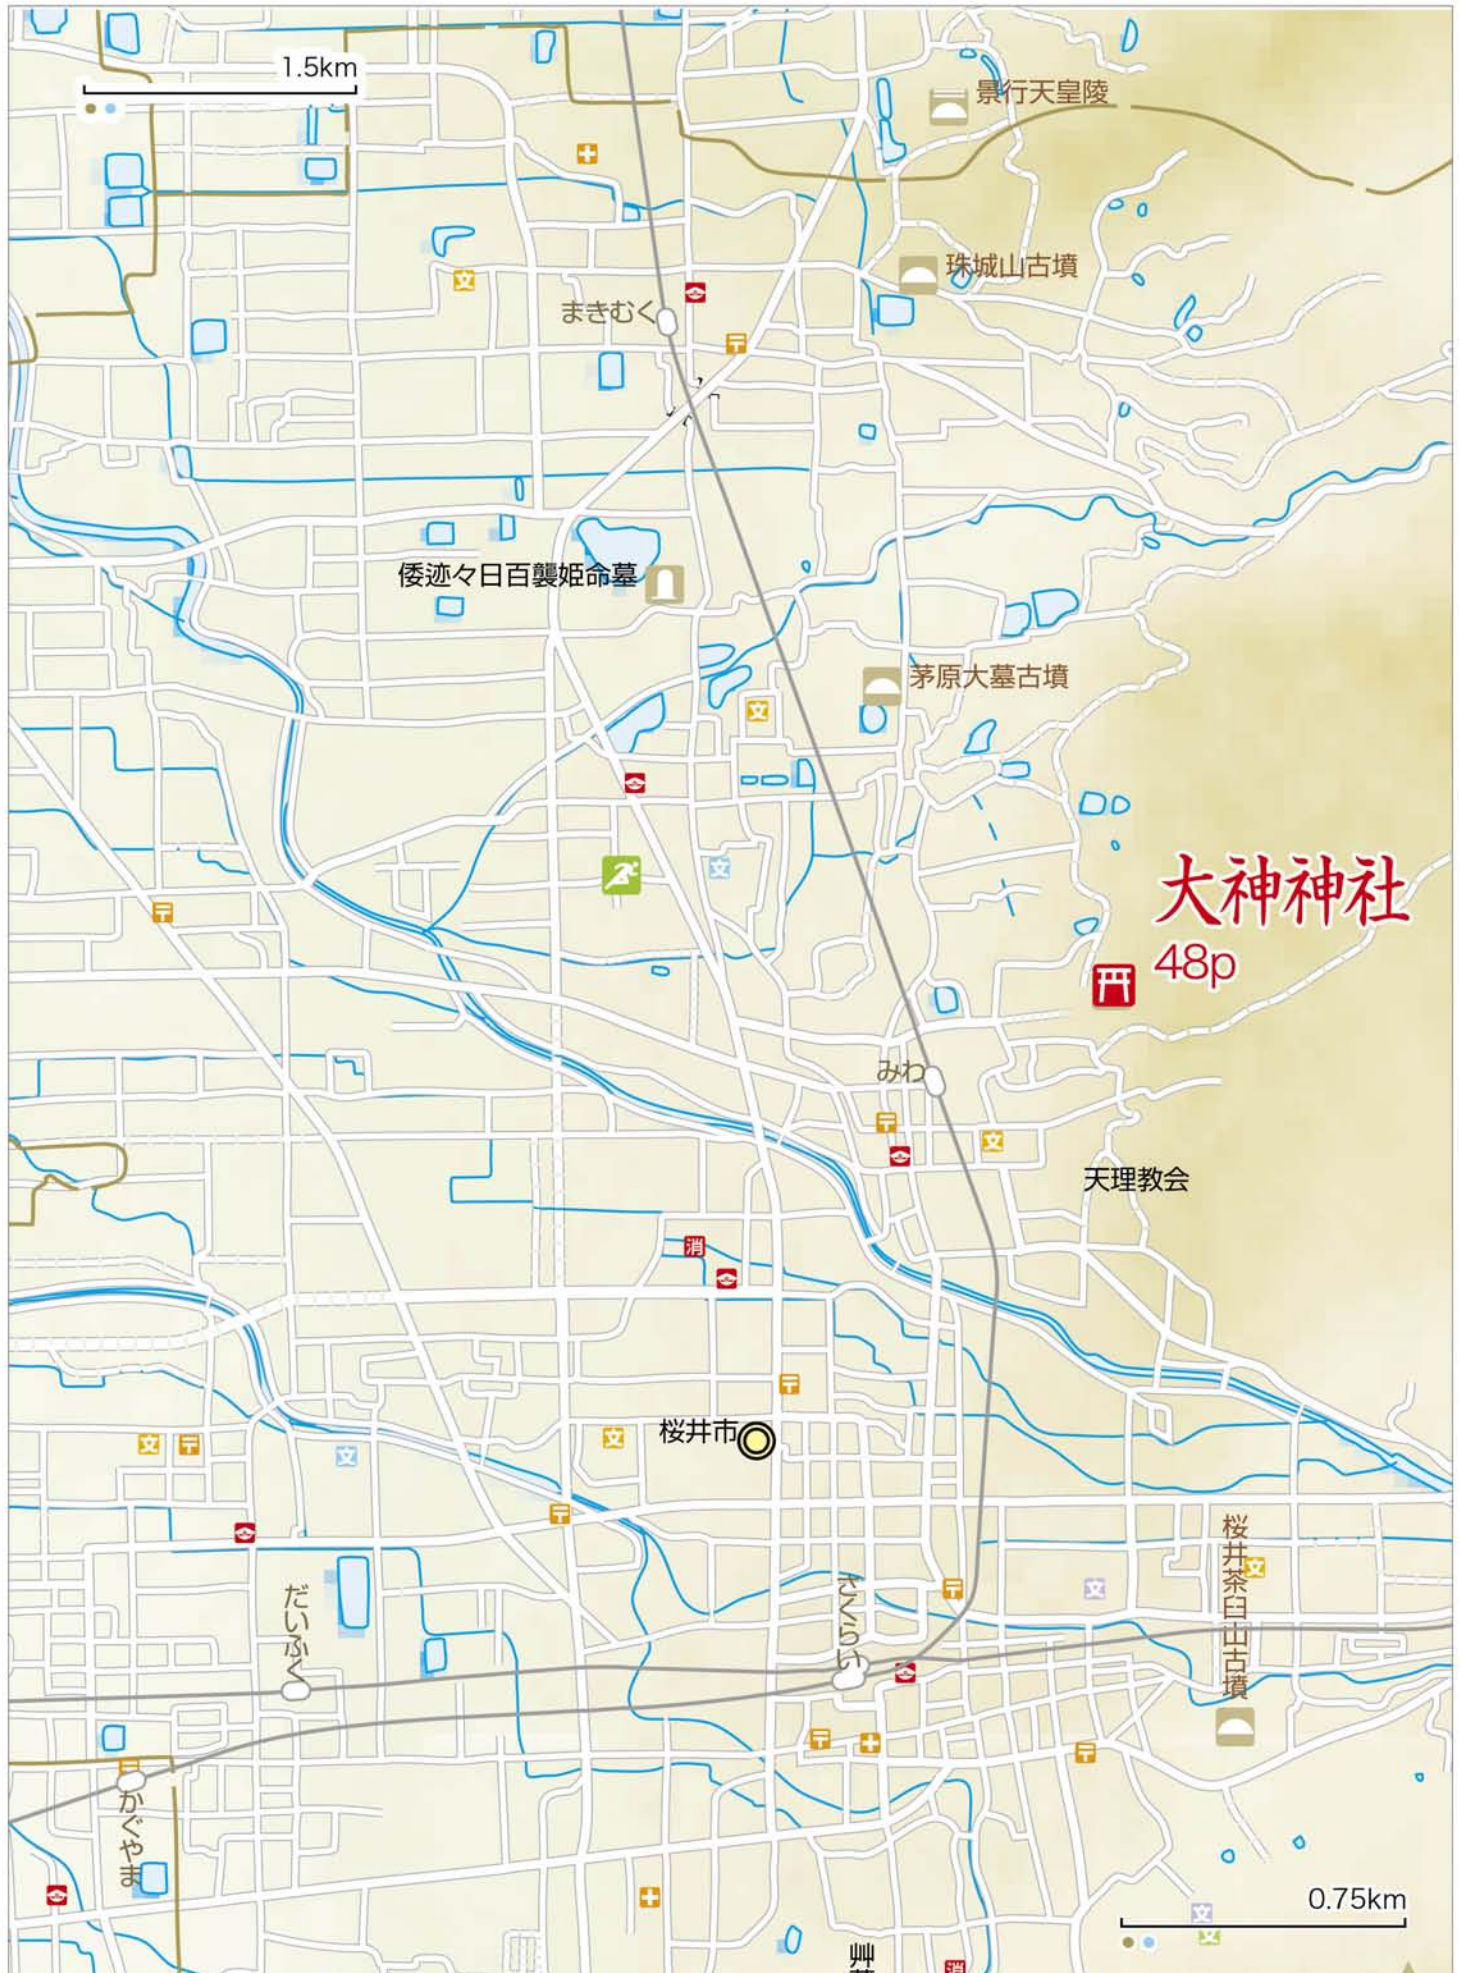 1.5km
景行天皇陵
珠城山古墳
まきむく
倭迹々日百襲姫命墓
茅原大墓古墳
大神神社
48p
みわ
天理教会
消
桜井市
桜井茶臼山古墳
だいふく
さくらい
かぐやま
0.75km
消